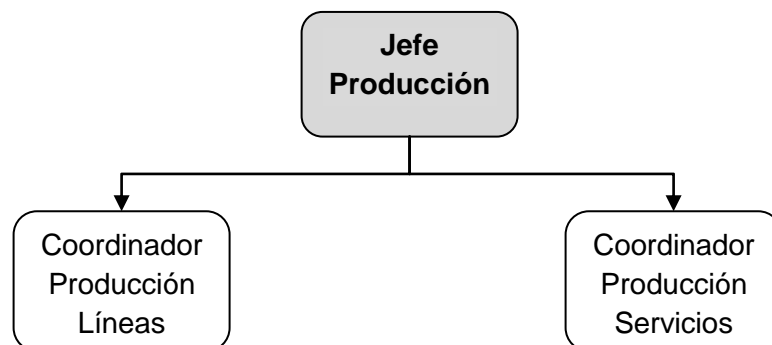 Jefe
Producción
Coordinador
Producción
Líneas
Coordinador
Producción
Servicios